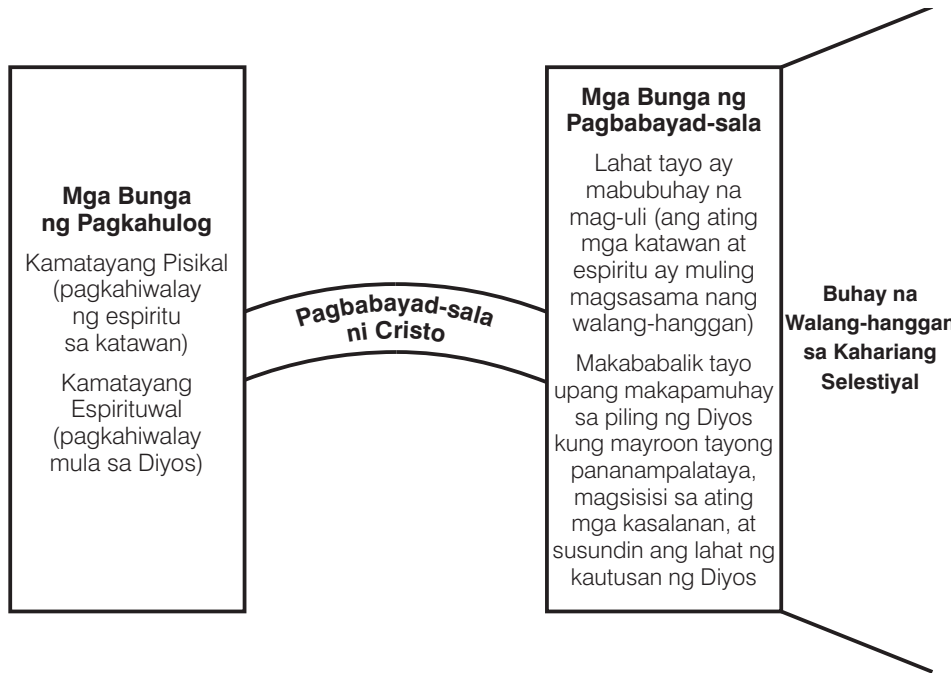 Mga Bunga
ng Pagkahulog
Kamatayang Pisikal
(pagkahiwalay
ng espiritu
sa katawan)
Kamatayang
Espirituwal
(pagkahiwalay
mula sa Diyos)
Pagbabayad-sala
ni Cristo
Mga Bunga ng
Pagbabayad-sala
Lahat tayo ay
mabubuhay na
mag-uli (ang ating
mga katawan at
espiritu ay muling
magsasama nang
walang-hanggan)
Makababalik tayo
upang makapamuhay
sa piling ng Diyos
kung mayroon tayong
pananampalataya,
magsisisi sa ating
mga kasalanan, at
susundin ang lahat ng
kautusan ng Diyos
Buhay na
Walang-hanggan
sa Kahariang
Selestiyal